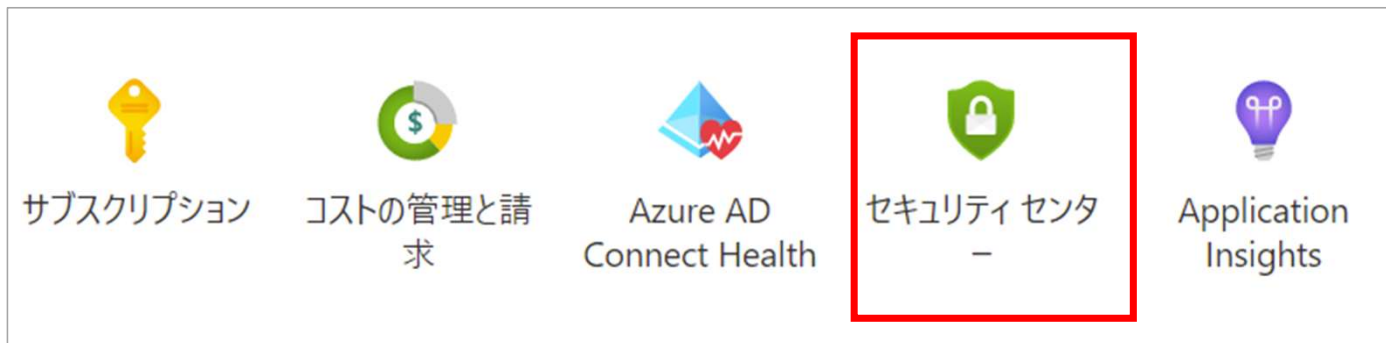 $
サブスクリプション
コストの管理と請
求
Azure AD
Connect Health
セキュリティ センタ
ー
Application
Insights